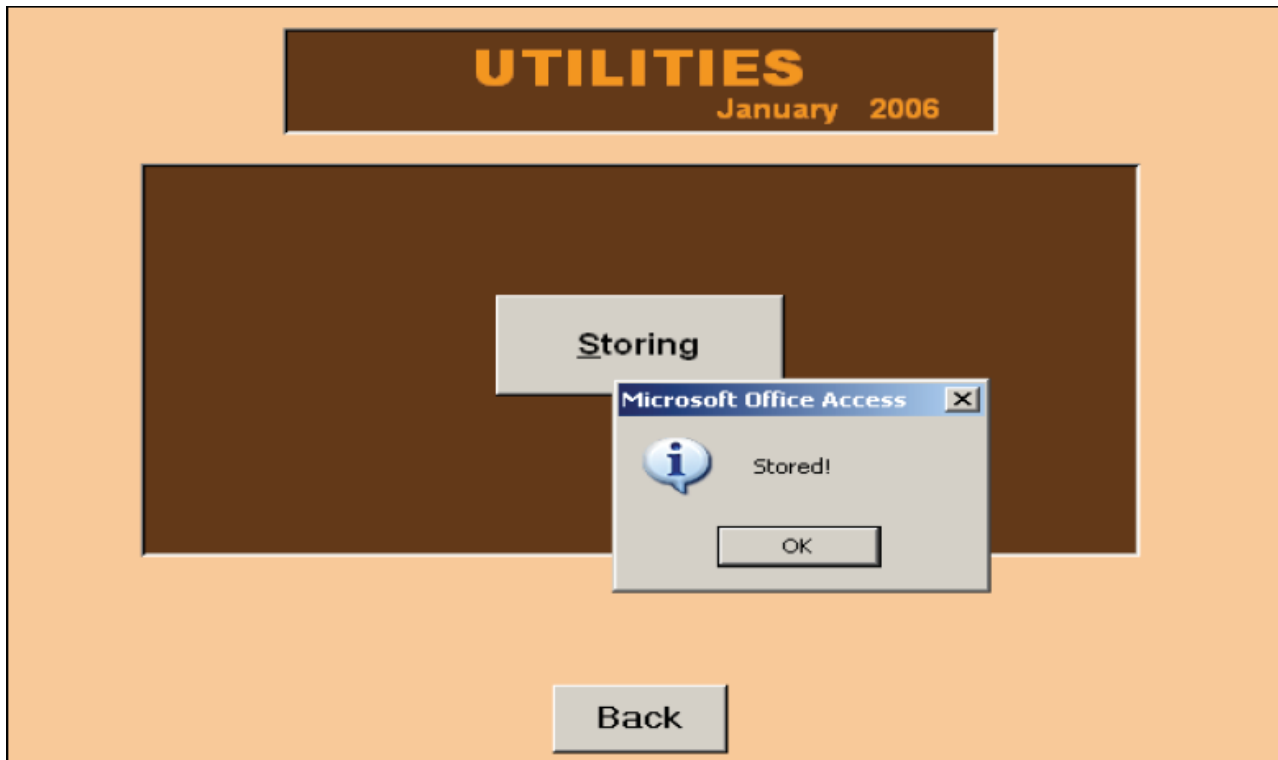 UTILITIES
January 2006
Storing
Microsoft Office Access
Stored!
OK
Back